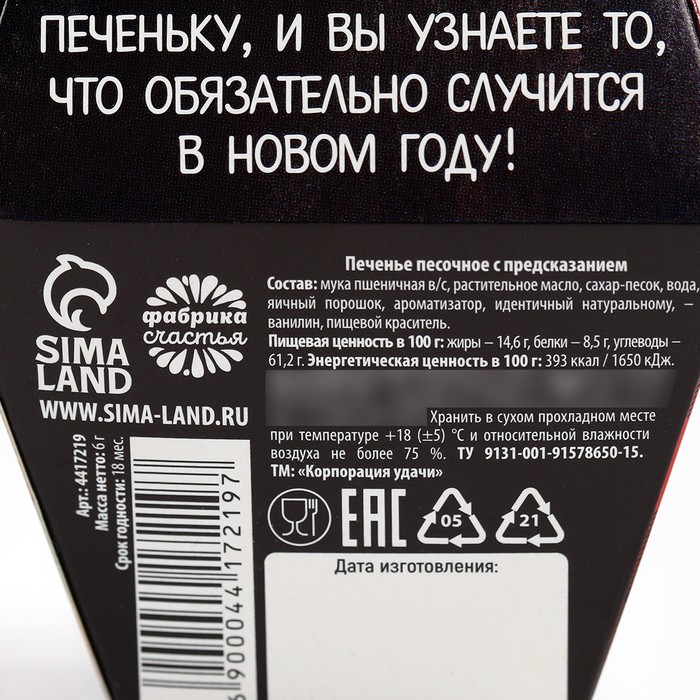 ПЕЧЕНЬКУ, И ВЫ УЗНАЕТЕ ТО,
ЧТО ОБЯЗАТЕЛЬНО СЛУЧИТСЯ
В НОВОМ ГОДУ!
SIMA
LAND
фабрика
счастья
WWW.SIMA-LAND.RU
Печенье песочное с предсказанием
Состав: мука пшеничная в/с, растительное масло, сахар-песок, вода,
яичный порошок, ароматизатор, идентичный натуральному, –
ванилин, пищевой краситель.
Пищевая ценность в 100 г: жиры – 14,6 г, белки – 8,5 г, углеводы –
61,2 г. Энергетическая ценность в 100 г: 393 ккал / 1650 кДж.
Хранить в сухом прохладном месте
при температуре +18 (±5) °С и относительной влажности
воздуха не более 75 %. ТУ 9131-001-91578650-15.
ТМ: «Корпорация удачи»
Арт.: 4417219
Масса нетто: 6 г
Срок годности: 18 мес.
6900044172197
EAC
05
21
Дата изготовления: